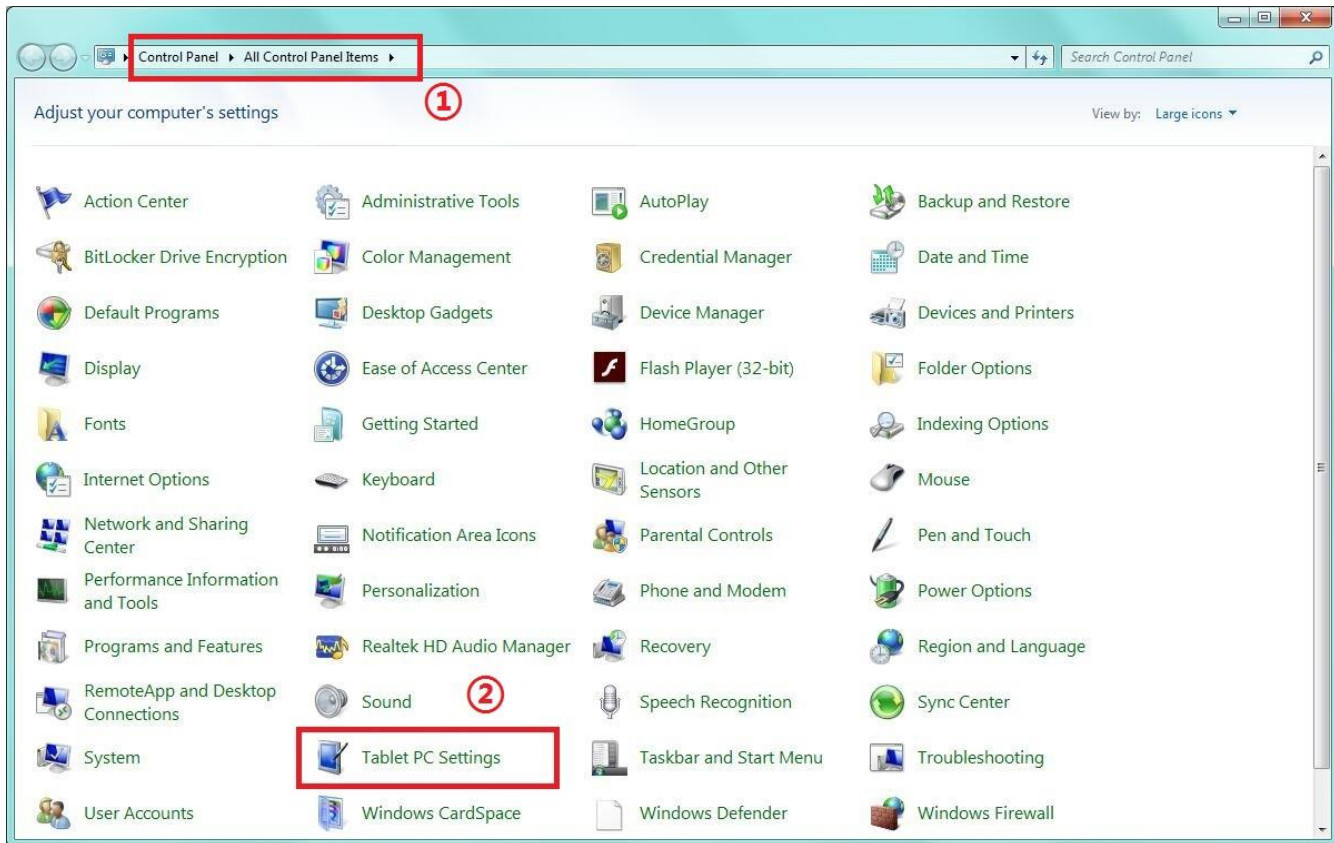 Control Panel All Control Panel Items
Search Control Panel
①
Adjust your computer's settings
View by: Large icons
Action Center
Administrative Tools
AutoPlay
Backup and Restore
BitLocker Drive Encryption
Color Management
Credential Manager
Date and Time
Default Programs
Desktop Gadgets
Device Manager
Devices and Printers
Display
Ease of Access Center
Flash Player (32-bit)
Folder Options
Fonts
Getting Started
HomeGroup
Indexing Options
Internet Options
Keyboard
Location and Other
Sensors
Mouse
Network and Sharing
Center
Notification Area Icons
Parental Controls
Pen and Touch
Performance Information
and Tools
Personalization
Phone and Modem
Power Options
Programs and Features
Realtek HD Audio Manager
Recovery
Region and Language
RemoteApp and Desktop
Connections
Sound
②
Speech Recognition
Sync Center
System
Tablet PC Settings
Taskbar and Start Menu
Troubleshooting
User Accounts
Windows CardSpace
Windows Defender
Windows Firewall